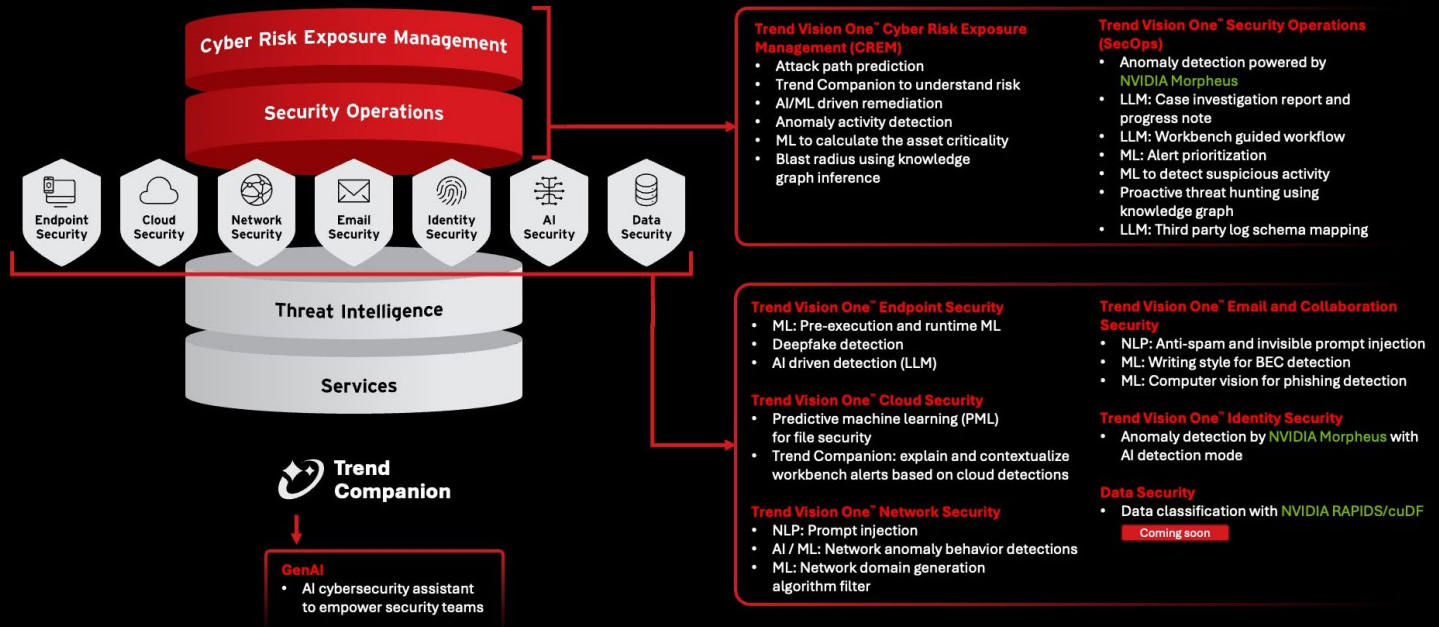 Cyber Risk Exposure Management
Security Operations
Endpoint
Security
Cloud
Security
Network
Security
Email
Security
Identity
Security
AI
Security
Data
Security
Threat Intelligence
Services
Trend
Companion
GenAI
• AI cybersecurity assistant
to empower security teams
Trend Vision One™ Cyber Risk Exposure
Management (CREM)
• Attack path prediction
• Trend Companion to understand risk
• AI/ML driven remediation
• Anomaly activity detection
• ML to calculate the asset criticality
• Blast radius using knowledge
graph inference
Trend Vision One™ Security Operations
(SecOps)
• Anomaly detection powered by
NVIDIA Morpheus
• LLM: Case investigation report and
progress note
• LLM: Workbench guided workflow
• ML: Alert prioritization
• ML to detect suspicious activity
• Proactive threat hunting using
knowledge graph
• LLM: Third party log schema mapping
Trend Vision One™ Endpoint Security
• ML: Pre-execution and runtime ML
• Deepfake detection
• AI driven detection (LLM)
Trend Vision One™ Cloud Security
• Predictive machine learning (PML)
for file security
• Trend Companion: explain and contextualize
workbench alerts based on cloud detections
Trend Vision One™ Network Security
• NLP: Prompt injection
• AI / ML: Network anomaly behavior detections
• ML: Network domain generation
algorithm filter
Trend Vision One™ Email and Collaboration
Security
• NLP: Anti-spam and invisible prompt injection
• ML: Writing style for BEC detection
• ML: Computer vision for phishing detection
Trend Vision One™ Identity Security
• Anomaly detection by NVIDIA Morpheus with
AI detection mode
Data Security
• Data classification with NVIDIA RAPIDS/cuDF
Coming soon